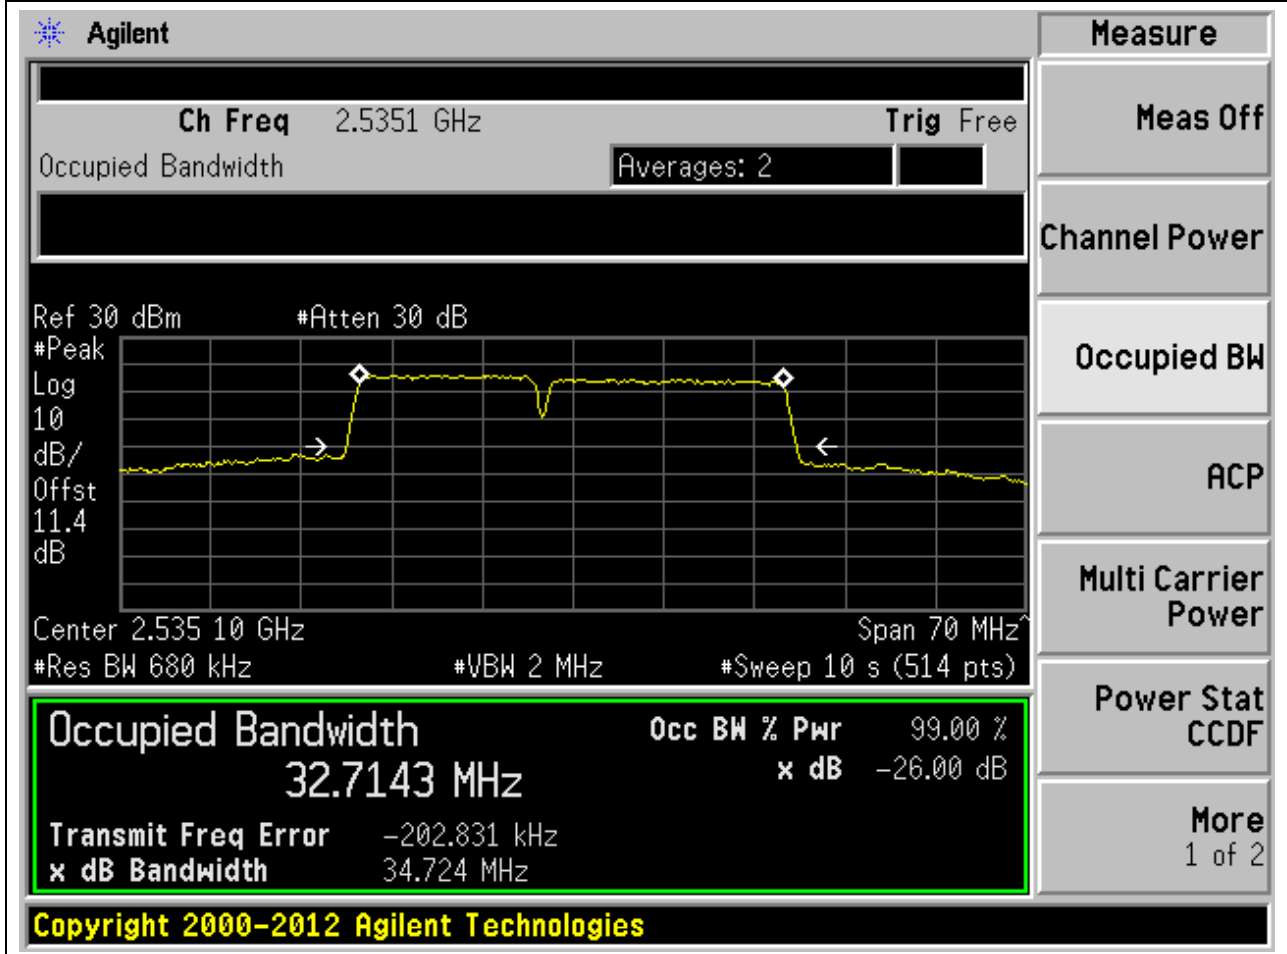 Agilent
Measure
Ch Freq 2.5351 GHz Trig Free
Meas Off
Occupied Bandwidth Averages: 2
Channel Power
Ref 30 dBm #Atten 30 dB
#Peak
Log
10
dB/
Offst
11.4
dB
Occupied BW
ACP
Center 2.535 10 GHz Span 70 MHz^
#Res BW 680 kHz #VBW 2 MHz #Sweep 10 s (514 pts)
Multi Carrier
Power
Occupied Bandwidth Occ BW % Pwr 99.00 %
32.7143 MHz x dB -26.00 dB
Transmit Freq Error -202.831 kHz
x dB Bandwidth 34.724 MHz
Power Stat
CCDF
More
1 of 2
Copyright 2000-2012 Agilent Technologies